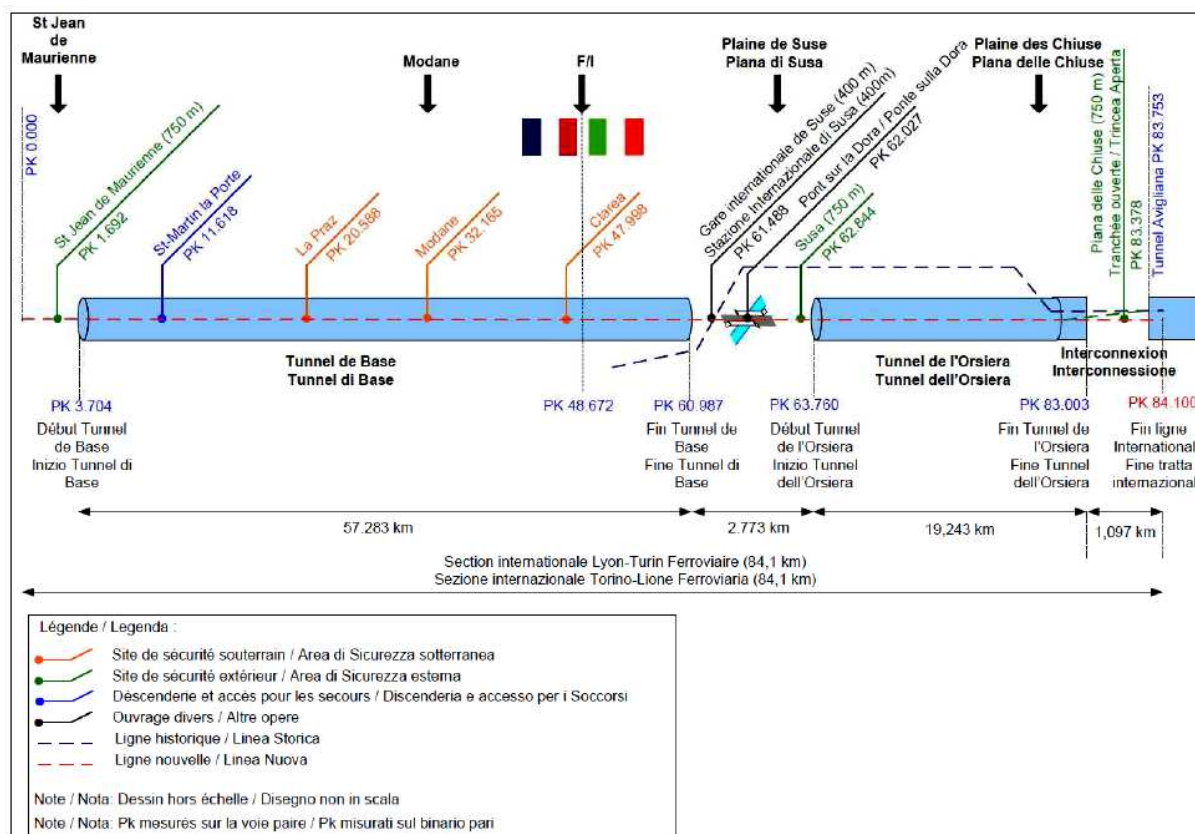 St Jean
de
Maurienne
Modane
F/I
Plaine de Suse
Piana di Susa
Plaine des Chiuse
Piana delle Chiuse
PK 0.000
St Jean de Maurienne (750 m)
PK 1.692
St-Martin la Porte
PK 11.618
La Praz
PK 20.588
Modane
PK 32.165
Clarea
PK 47.998
Gare internationale de Suse (400 m)
Stazione Internazionale di Susa (400m)
PK 61.488
Pont sur la Dora / Ponte sulla Dora
PK 62.027
Susa (750 m)
PK 62.844
Piana delle Chiuse (750 m)
Tranchée ouverte / Trincea Aperta
PK 83.378
Tunnel Avigliana PK 83.753
Tunnel de Base
Tunnel di Base
Tunnel de l'Orsiera
Tunnel dell'Orsiera
Interconnexion
Interconnessione
PK 3.704
Début Tunnel
de Base
Inizio Tunnel di
Base
PK 48.672
PK 60.987
Fin Tunnel de
Base
Fine Tunnel di
Base
PK 63.760
Début Tunnel
de l'Orsiera
Inizio Tunnel
dell'Orsiera
PK 83.003
Fin Tunnel de
l'Orsiera
Fine Tunnel
dell'Orsiera
PK 84.100
Fin ligne
International
Fine tratta
internazional
57.283 km
2.773 km
19,243 km
1,097 km
Section internationale Lyon-Turin Ferroviaire (84,1 km)
Sezione internazionale Torino-Lione Ferroviaria (84,1 km)
Légende / Legenda :
Site de sécurité souterrain / Area di Sicurezza sotterranea
Site de sécurité extérieur / Area di Sicurezza esterna
Déscenderie et accès pour les secours / Discenderia e accesso per i Soccorsi
Ouvrage divers / Altre opere
Ligne historique / Linea Storica
Ligne nouvelle / Linea Nuova
Note / Nota: Dessin hors échelle / Disegno non in scala
Note / Nota: Pk mesurés sur la voie paire / Pk misurati sul binario pari